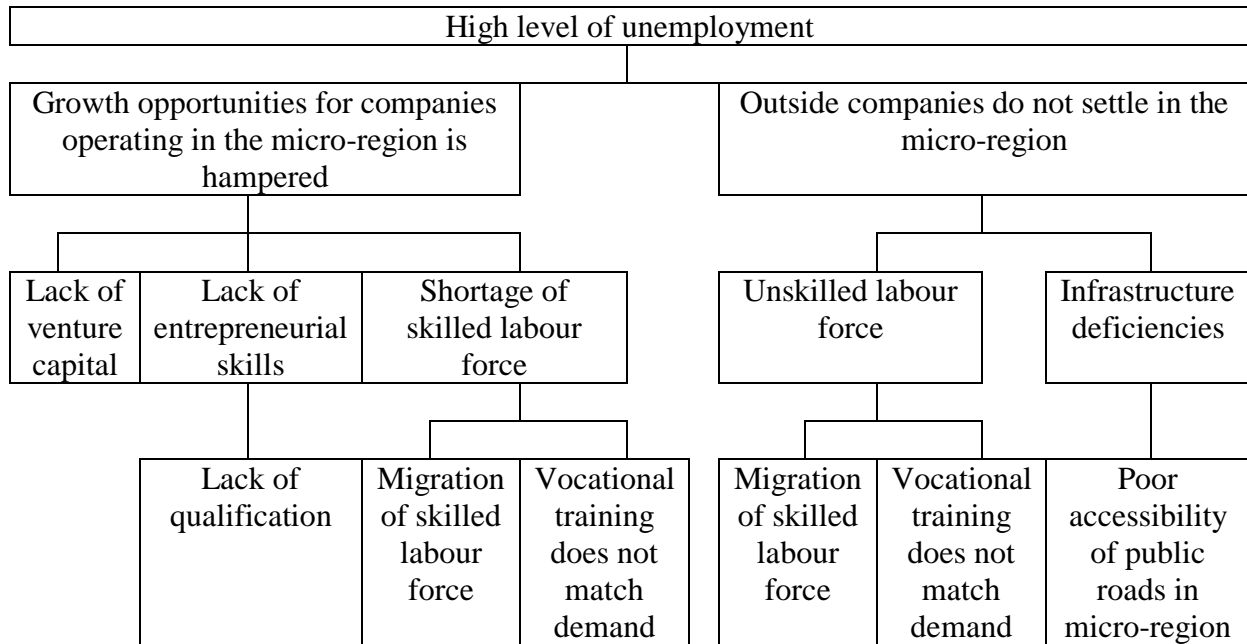 High level of unemployment
Growth opportunities for companies
operating in the micro-region is
hampered
Outside companies do not settle in the
micro-region
Lack of
venture
capital
Lack of
entrepreneurial
skills
Shortage of
skilled labour
force
Unskilled labour
force
Infrastructure
deficiencies
Lack of
qualification
Migration
of skilled
labour
force
Vocational
training
does not
match
demand
Migration
of skilled
labour
force
Vocational
training
does not
match
demand
Poor
accessibility
of public
roads in
micro-region